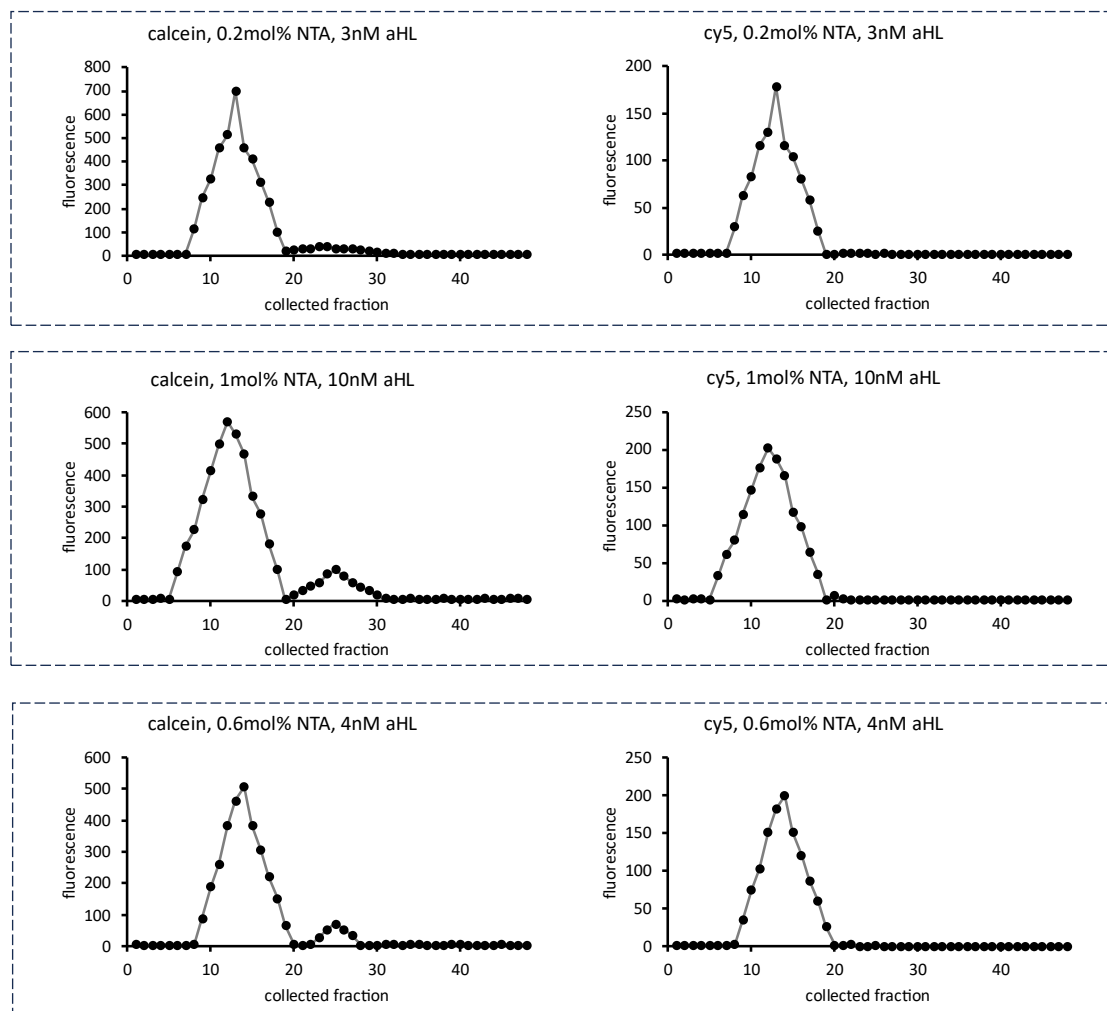 calcein, 0.2mol% NTA, 3nM aHL
fluorescence
800
700
600
500
400
300
200
100
0
0 10 20 30 40
collected fraction
cy5, 0.2mol% NTA, 3nM aHL
fluorescence
200
150
100
50
0
0 10 20 30 40
collected fraction
calcein, 1mol% NTA, 10nM aHL
fluorescence
600
500
400
300
200
100
0
0 10 20 30 40
collected fraction
cy5, 1mol% NTA, 10nM aHL
fluorescence
250
200
150
100
50
0
0 10 20 30 40
collected fraction
calcein, 0.6mol% NTA, 4nM aHL
fluorescence
600
500
400
300
200
100
0
0 10 20 30 40
collected fraction
cy5, 0.6mol% NTA, 4nM aHL
fluorescence
250
200
150
100
50
0
0 10 20 30 40
collected fraction